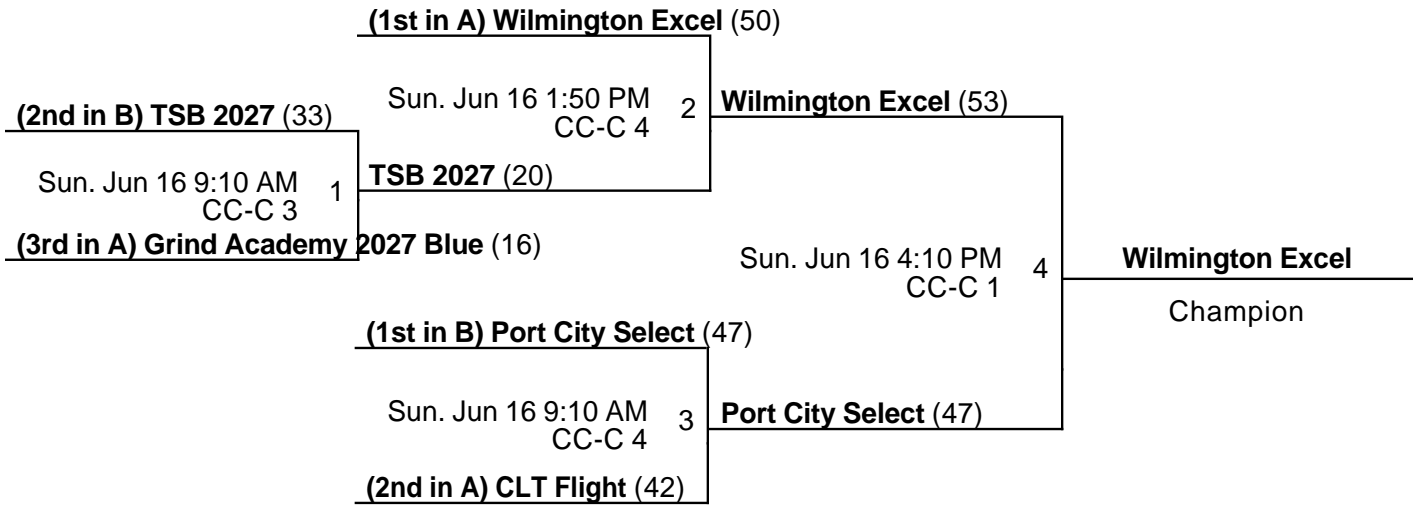 (1st in A) Wilmington Excel (50)
Sun. Jun 16 1:50 PM 2
CC-C 4
Wilmington Excel (53)
(2nd in B) TSB 2027 (33)
Sun. Jun 16 9:10 AM 1
CC-C 3
TSB 2027 (20)
(3rd in A) Grind Academy 2027 Blue (16)
Sun. Jun 16 4:10 PM 4
CC-C 1
Wilmington Excel
Champion
(1st in B) Port City Select (47)
Sun. Jun 16 9:10 AM 3
CC-C 4
Port City Select (47)
(2nd in A) CLT Flight (42)